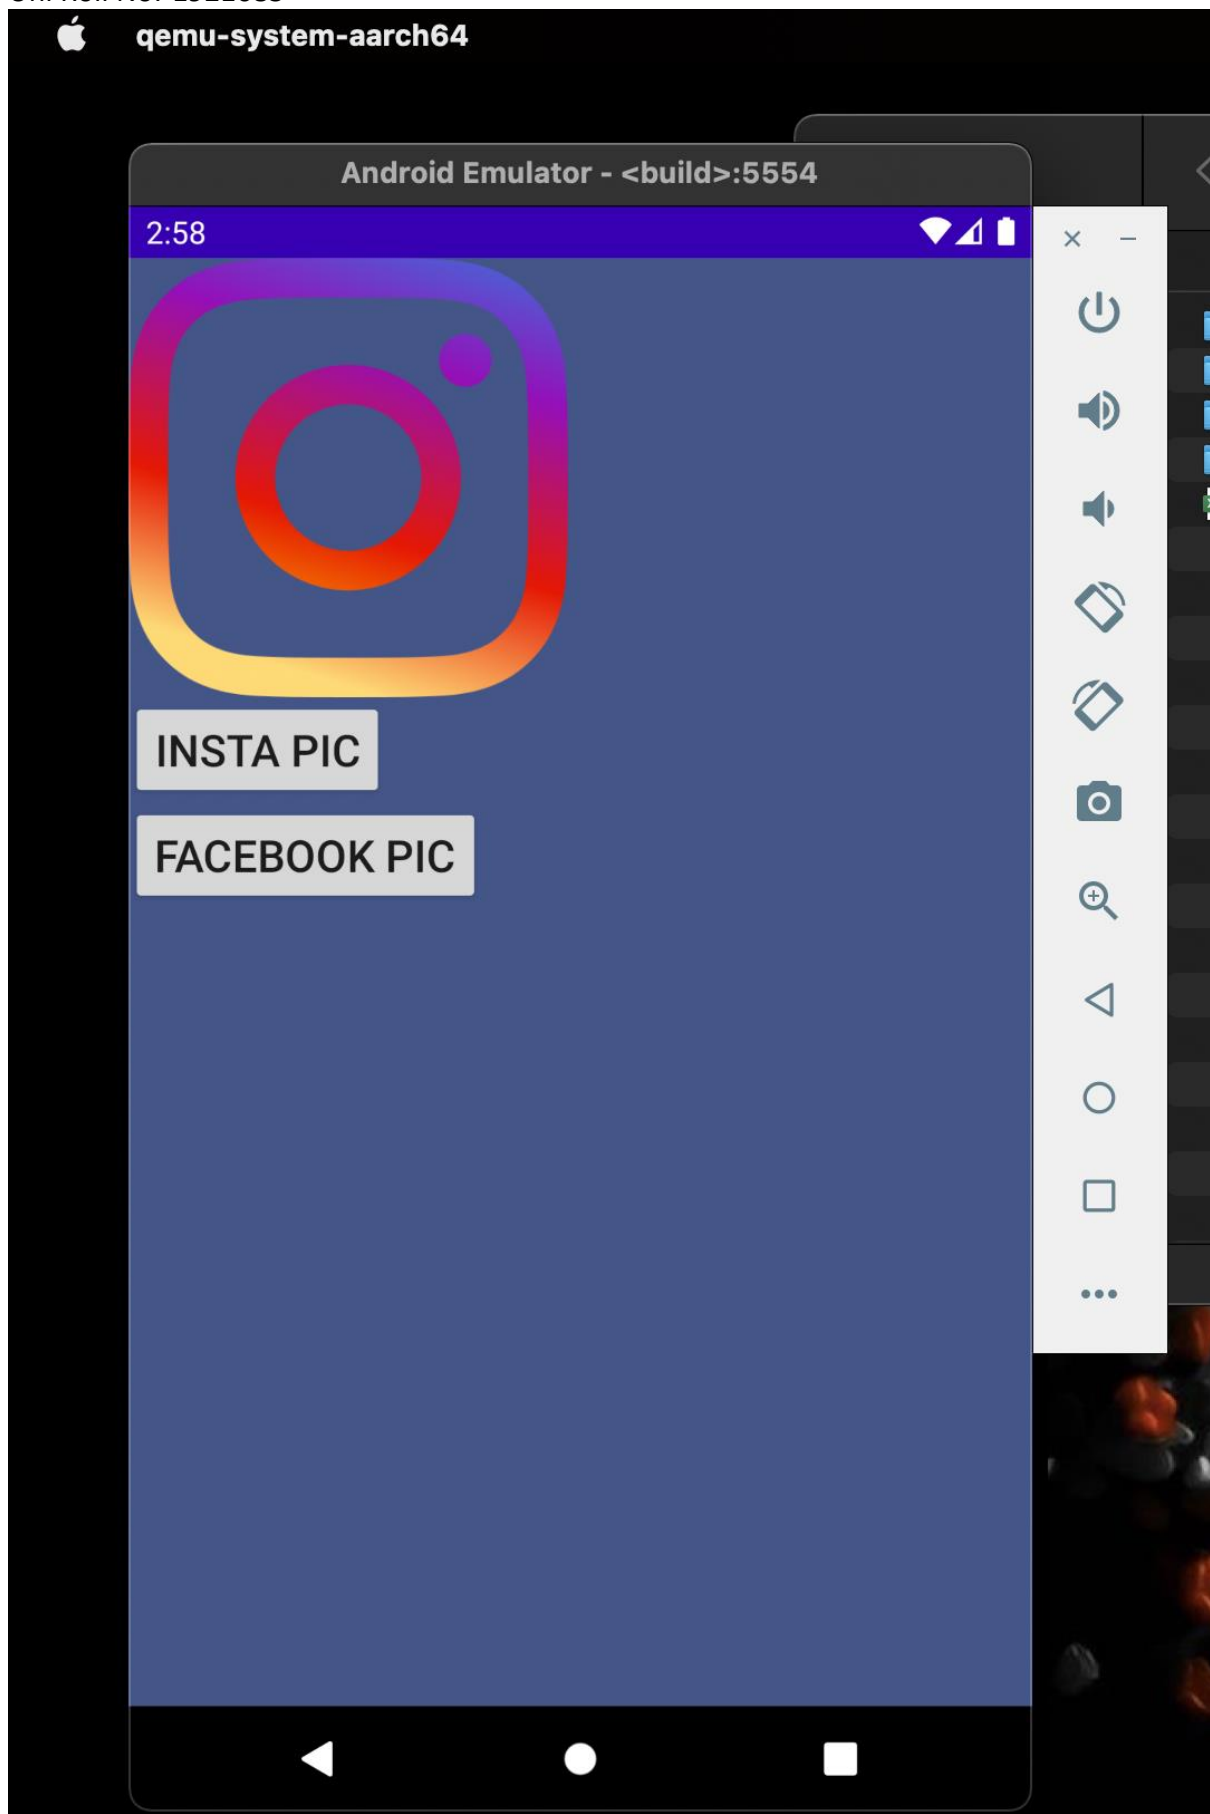 qemu-system-aarch64
Android Emulator - <build>:5554
2:58
INSTA PIC
FACEBOOK PIC